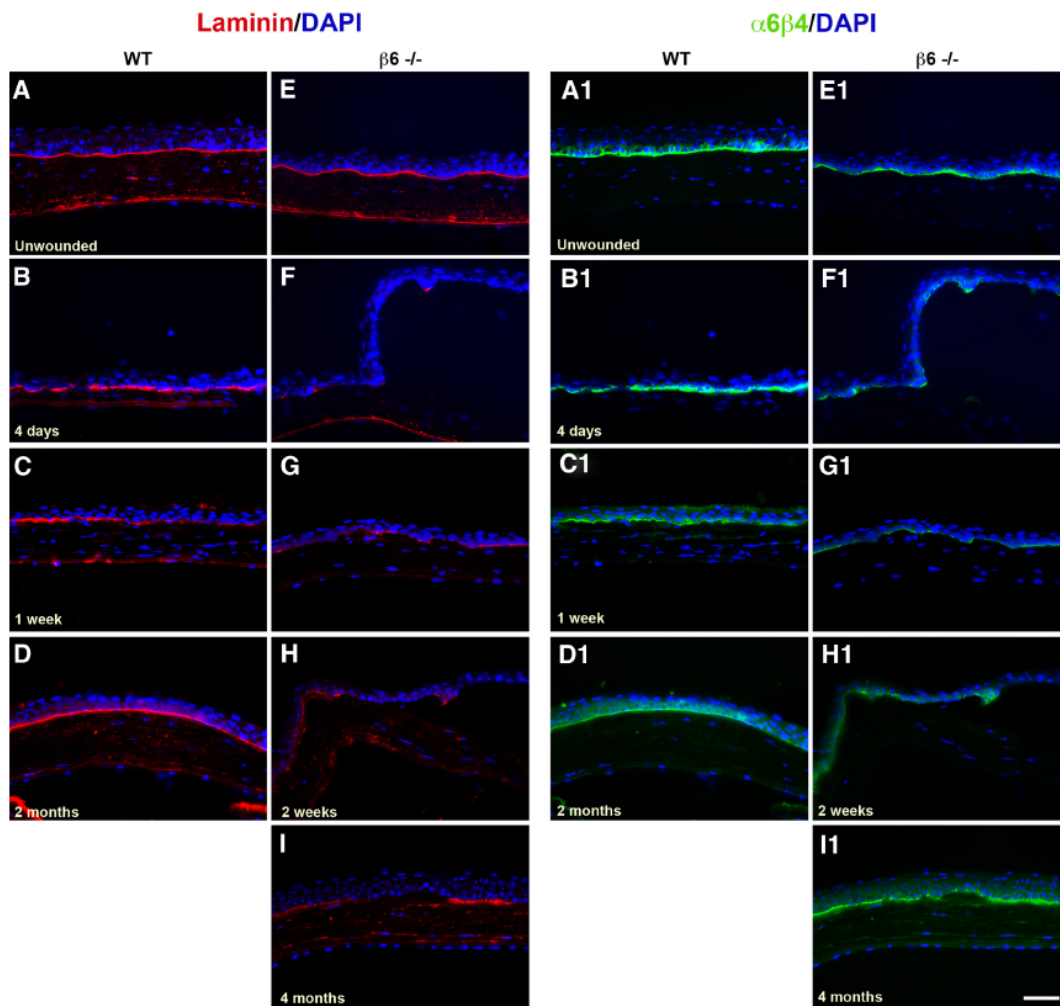 Laminin/DAPI α6β4/DAPI
WT β6 -/- WT β6 -/-
A E A1 E1
Unwounded Unwounded
B F B1 F1
4 days 4 days
C G C1 G1
1 week 1 week
D H D1 H1
2 months 2 weeks 2 months 2 weeks
I I1
4 months 4 months